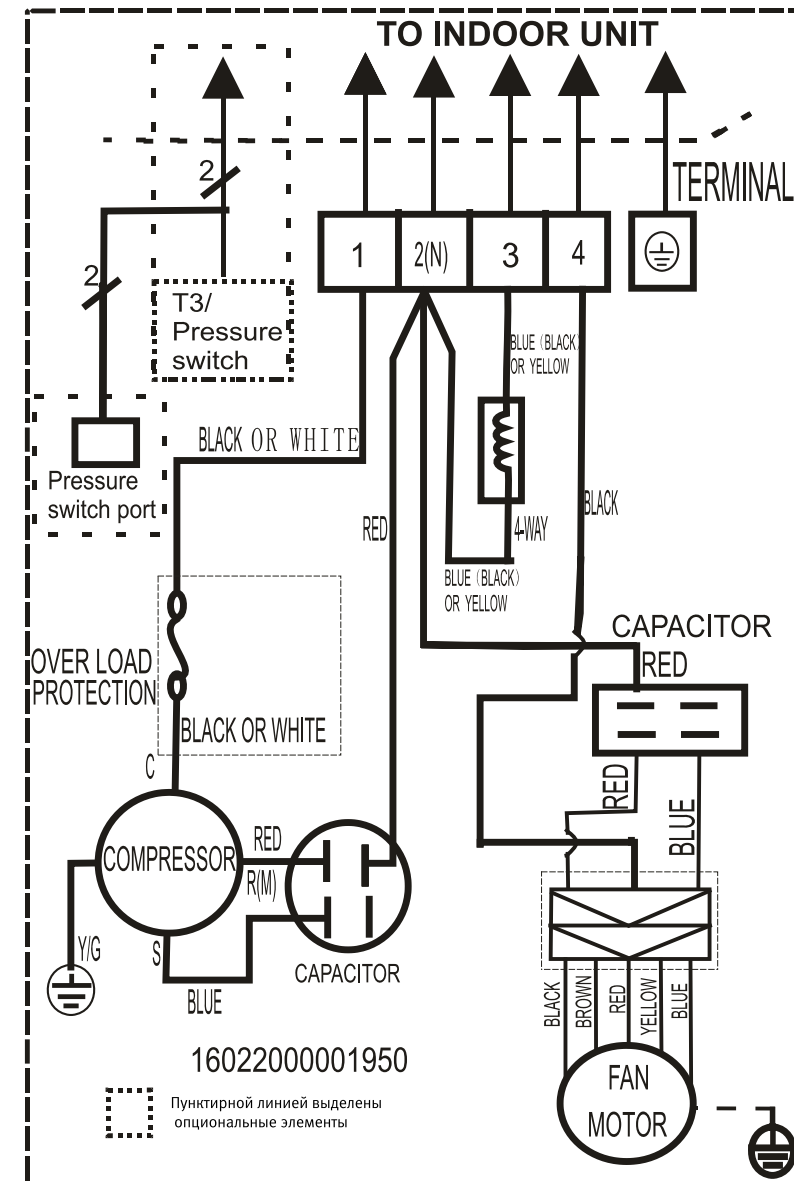 TO INDOOR UNIT
2
TERMINAL
1
2(N)
3
4
2
T3/
Pressure
switch
BLUE (BLACK)
OR YELLOW
BLACK OR WHITE
Pressure
switch port
RED
4-WAY
BLACK
BLUE (BLACK)
OR YELLOW
CAPACITOR
RED
OVER LOAD
PROTECTION
BLACK OR WHITE
C
RED
BLUE
COMPRESSOR
RED
R(M)
Y/G
S
BLUE
CAPACITOR
BLACK
BROWN
RED
YELLOW
BLUE
16022000001950
FAN
MOTOR
Пунктирной линией выделены
опциональные элементы